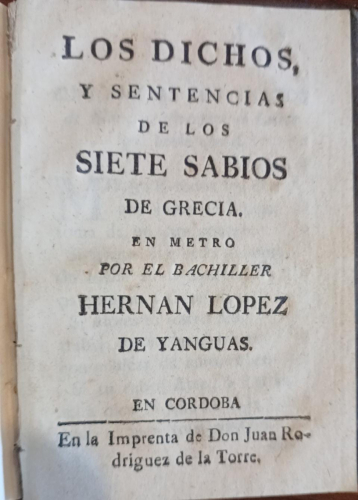 LOS DICHOS,
Y SENTENCIAS
DE LOS
SIETE SABIOS
DE GRECIA.
EN METRO
POR EL BACHILLER
HERNAN LOPEZ
DE YANGUAS.
EN CORDOBA
En la Imprenta de Don Juan Ro-
driguez de la Torre.